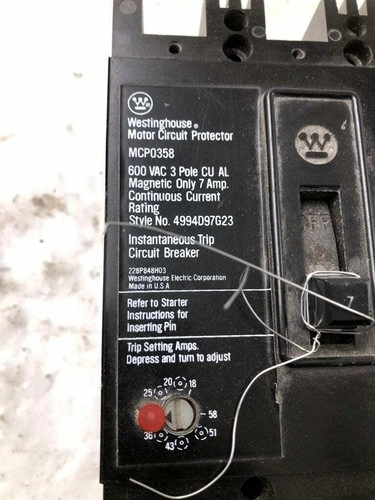 W
Westinghouse®
Motor Circuit Protector
MCP0358
600 VAC 3 Pole CU AL
Magnetic Only 7 Amp.
Continuous Current
Rating
Style No. 4994D97G23
Instantaneous Trip
Circuit Breaker
228P848H03
Westinghouse Electric Corporation
Made in U.S.A
Refer to Starter
Instructions for
Inserting Pin
Trip Setting Amps.
Depress and turn to adjust
20 18
25
58
36 51
43
W
7